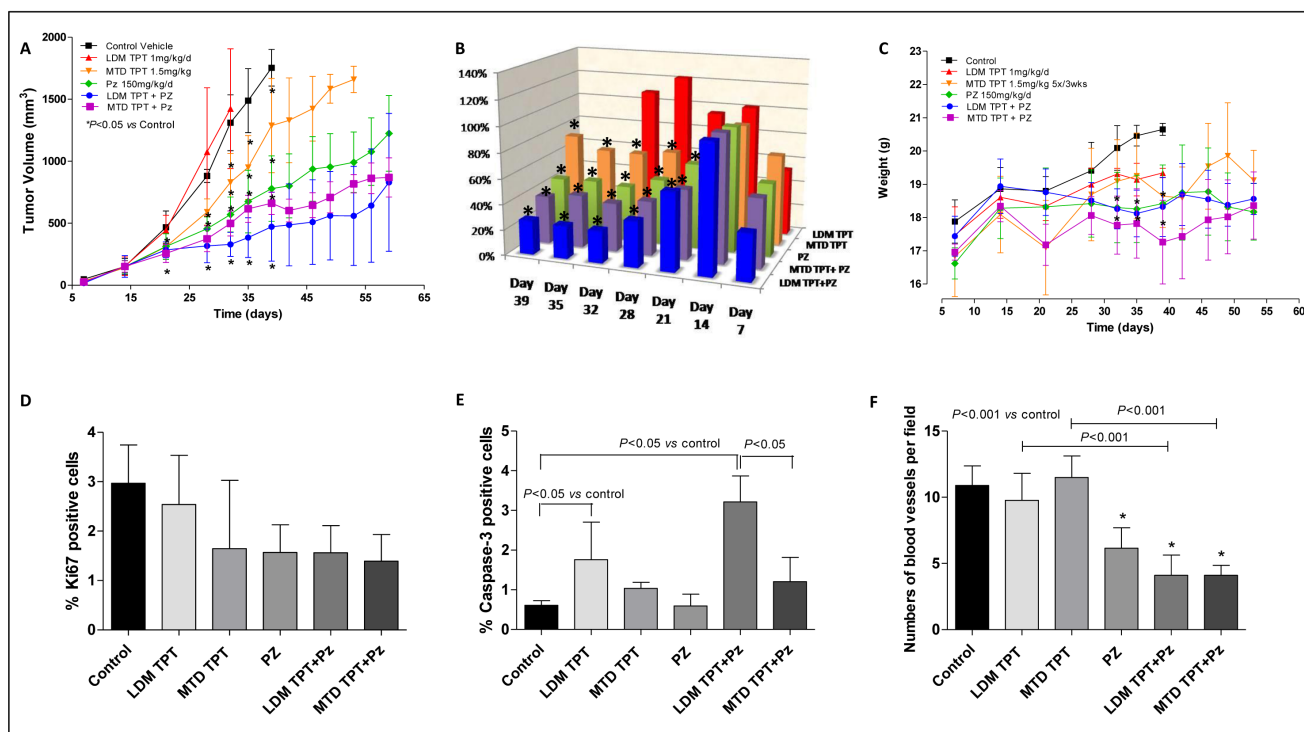 A
Tumor Volume (mm³)
2000
1500
1000
500
0
Control Vehicle
LDM TPT 1mg/kg/d
MTD TPT 1.5mg/kg
Pz 150mg/kg/d
LDM TPT + PZ
MTD TPT + Pz
*P<0.05 vs Control
5 15 25 35 45 55 65
Time (days)
B
140%
120%
100%
80%
60%
40%
20%
0%
Day 39
Day 35
Day 32
Day 28
Day 21
Day 14
Day 7
LDM TPT
MTD TPT
PZ
MTD TPT+ PZ
LDM TPT+PZ
C
Weight (g)
23
22
21
20
19
18
17
16
Control
LDM TPT 1mg/kg/d
MTD TPT 1.5mg/kg 5x/3wks
PZ 150mg/kg/d
LDM TPT + PZ
MTD TPT + PZ
5 10 15 20 25 30 35 40 45 50 55 60
Time (days)
D
% Ki67 positive cells
4
3
2
1
0
Control
LDM TPT
MTD TPT
PZ
LDM TPT+Pz
MTD TPT+Pz
E
% Caspase-3 positive cells
5
4
3
2
1
0
P<0.05 vs control
P<0.05
P<0.05 vs control
Control
LDM TPT
MTD TPT
PZ
LDM TPT+Pz
MTD TPT+Pz
F
Numbers of blood vessels per field
15
10
5
0
P<0.001 vs control
P<0.001
P<0.001
*
*
*
Control
LDM TPT
MTD TPT
PZ
LDM TPT+Pz
MTD TPT+Pz